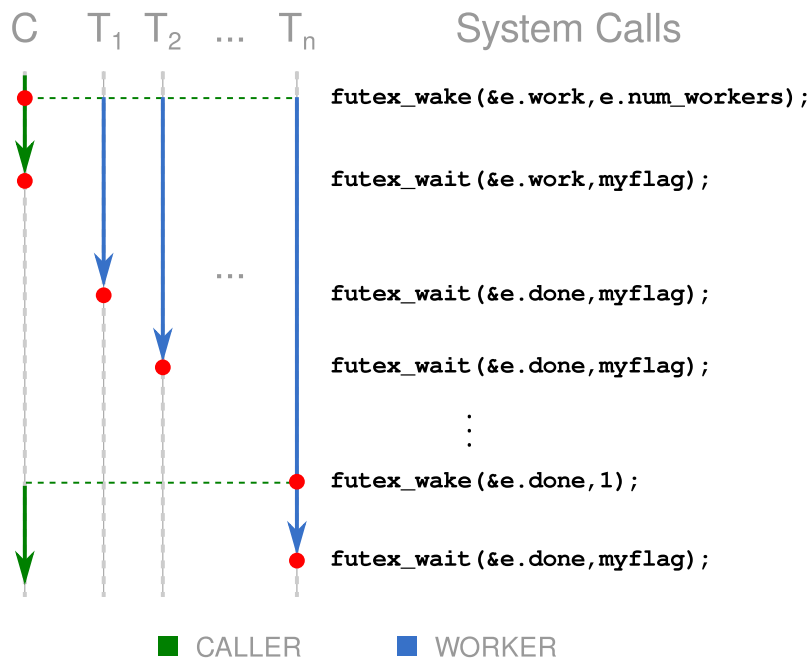 C T1 T2 ... Tn System Calls
futex_wake(&e.work,e.num_workers);
futex_wait(&e.work,myflag);
...
futex_wait(&e.done,myflag);
futex_wait(&e.done,myflag);
⋮
futex_wake(&e.done,1);
futex_wait(&e.done,myflag);
CALLER WORKER